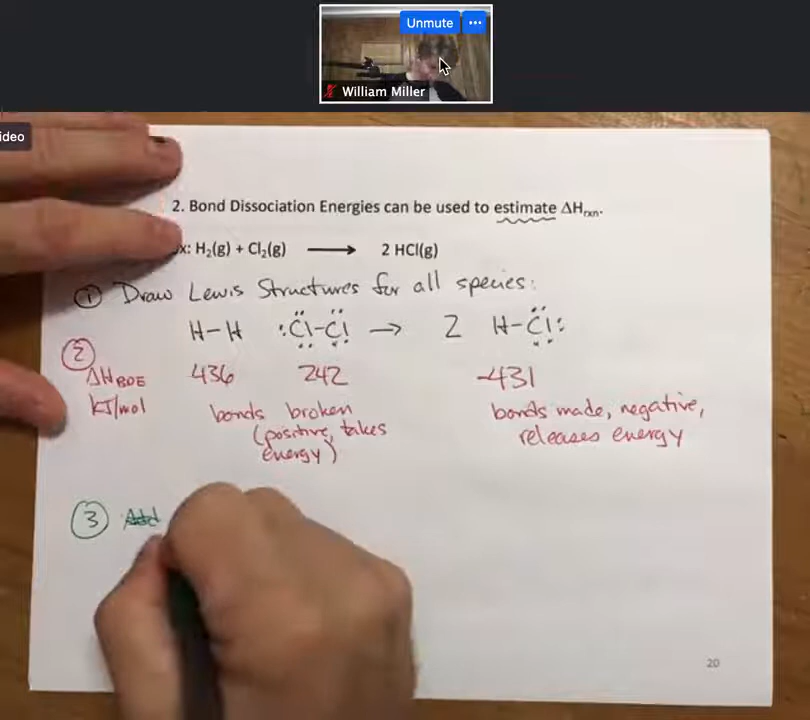 Unmute ...
William Miller
ideo
2. Bond Dissociation Energies can be used to estimate ΔHrxn.
x: H₂(g) + Cl₂(g) ⟶ 2 HCl(g)
① Draw Lewis Structures for all species:
H-H :Cl-Cl: → 2 H-Cl:
②
ΔHBDE 436 242 -431
kJ/mol bonds broken bonds made, negative,
(positive, takes releases energy
energy)
③ Add
20